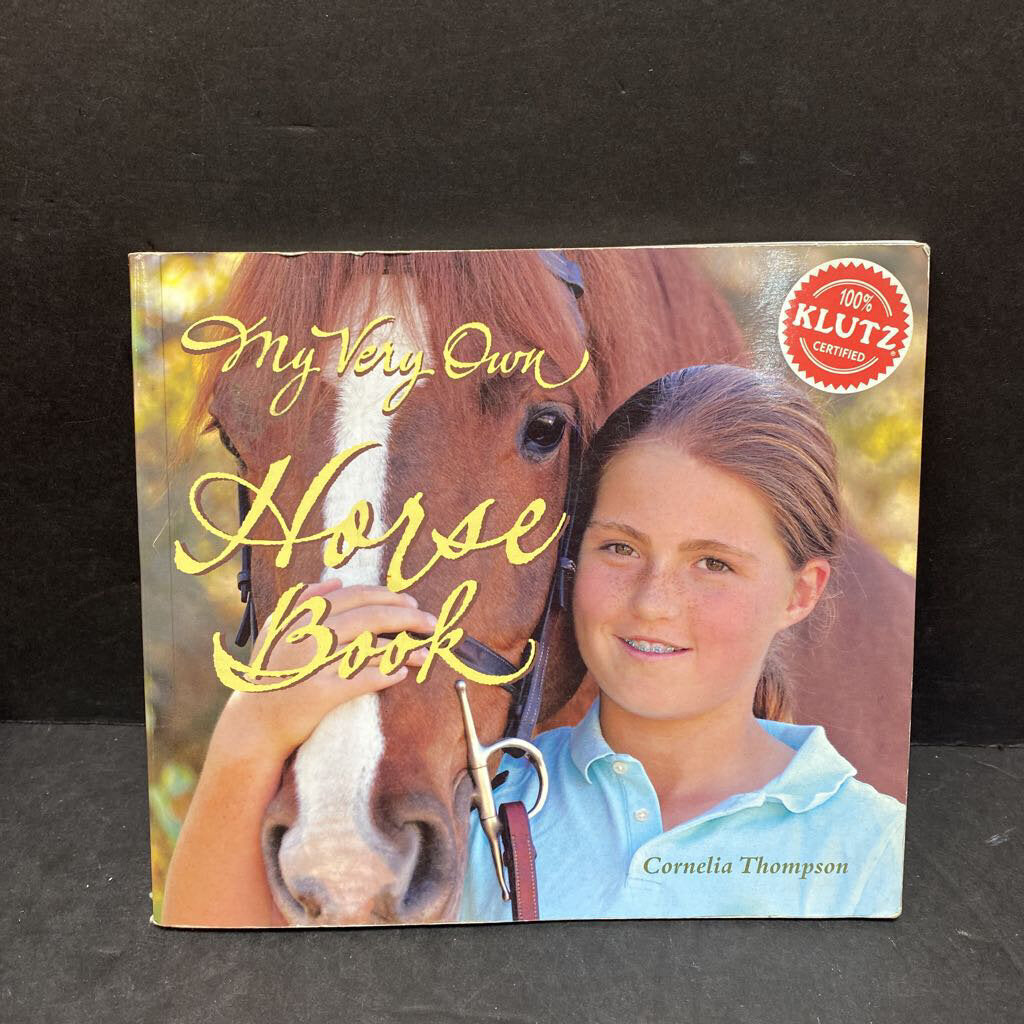 My Very Own
Horse
Book
100%
KLUTZ®
CERTIFIED
Cornelia Thompson